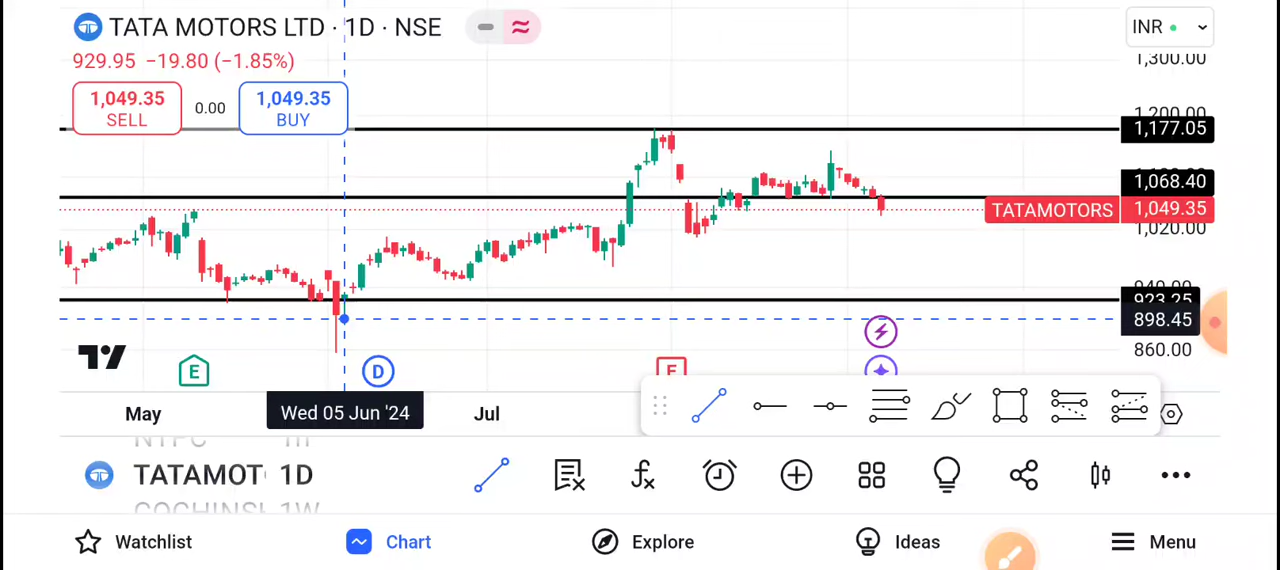 TATA MOTORS LTD · 1D · NSE
INR
929.95 −19.80 (−1.85%)
1,300.00
1,049.35
SELL
0.00
1,049.35
BUY
1,200.00
1,177.05
1,068.40
TATAMOTORS 1,049.35
1,020.00
940.00
923.25
898.45
860.00
E
D
E
May
Wed 05 Jun '24
Jul
NTPC 1H
TATAMOT 1D
COCHINSH 1W
Watchlist
Chart
Explore
Ideas
Menu